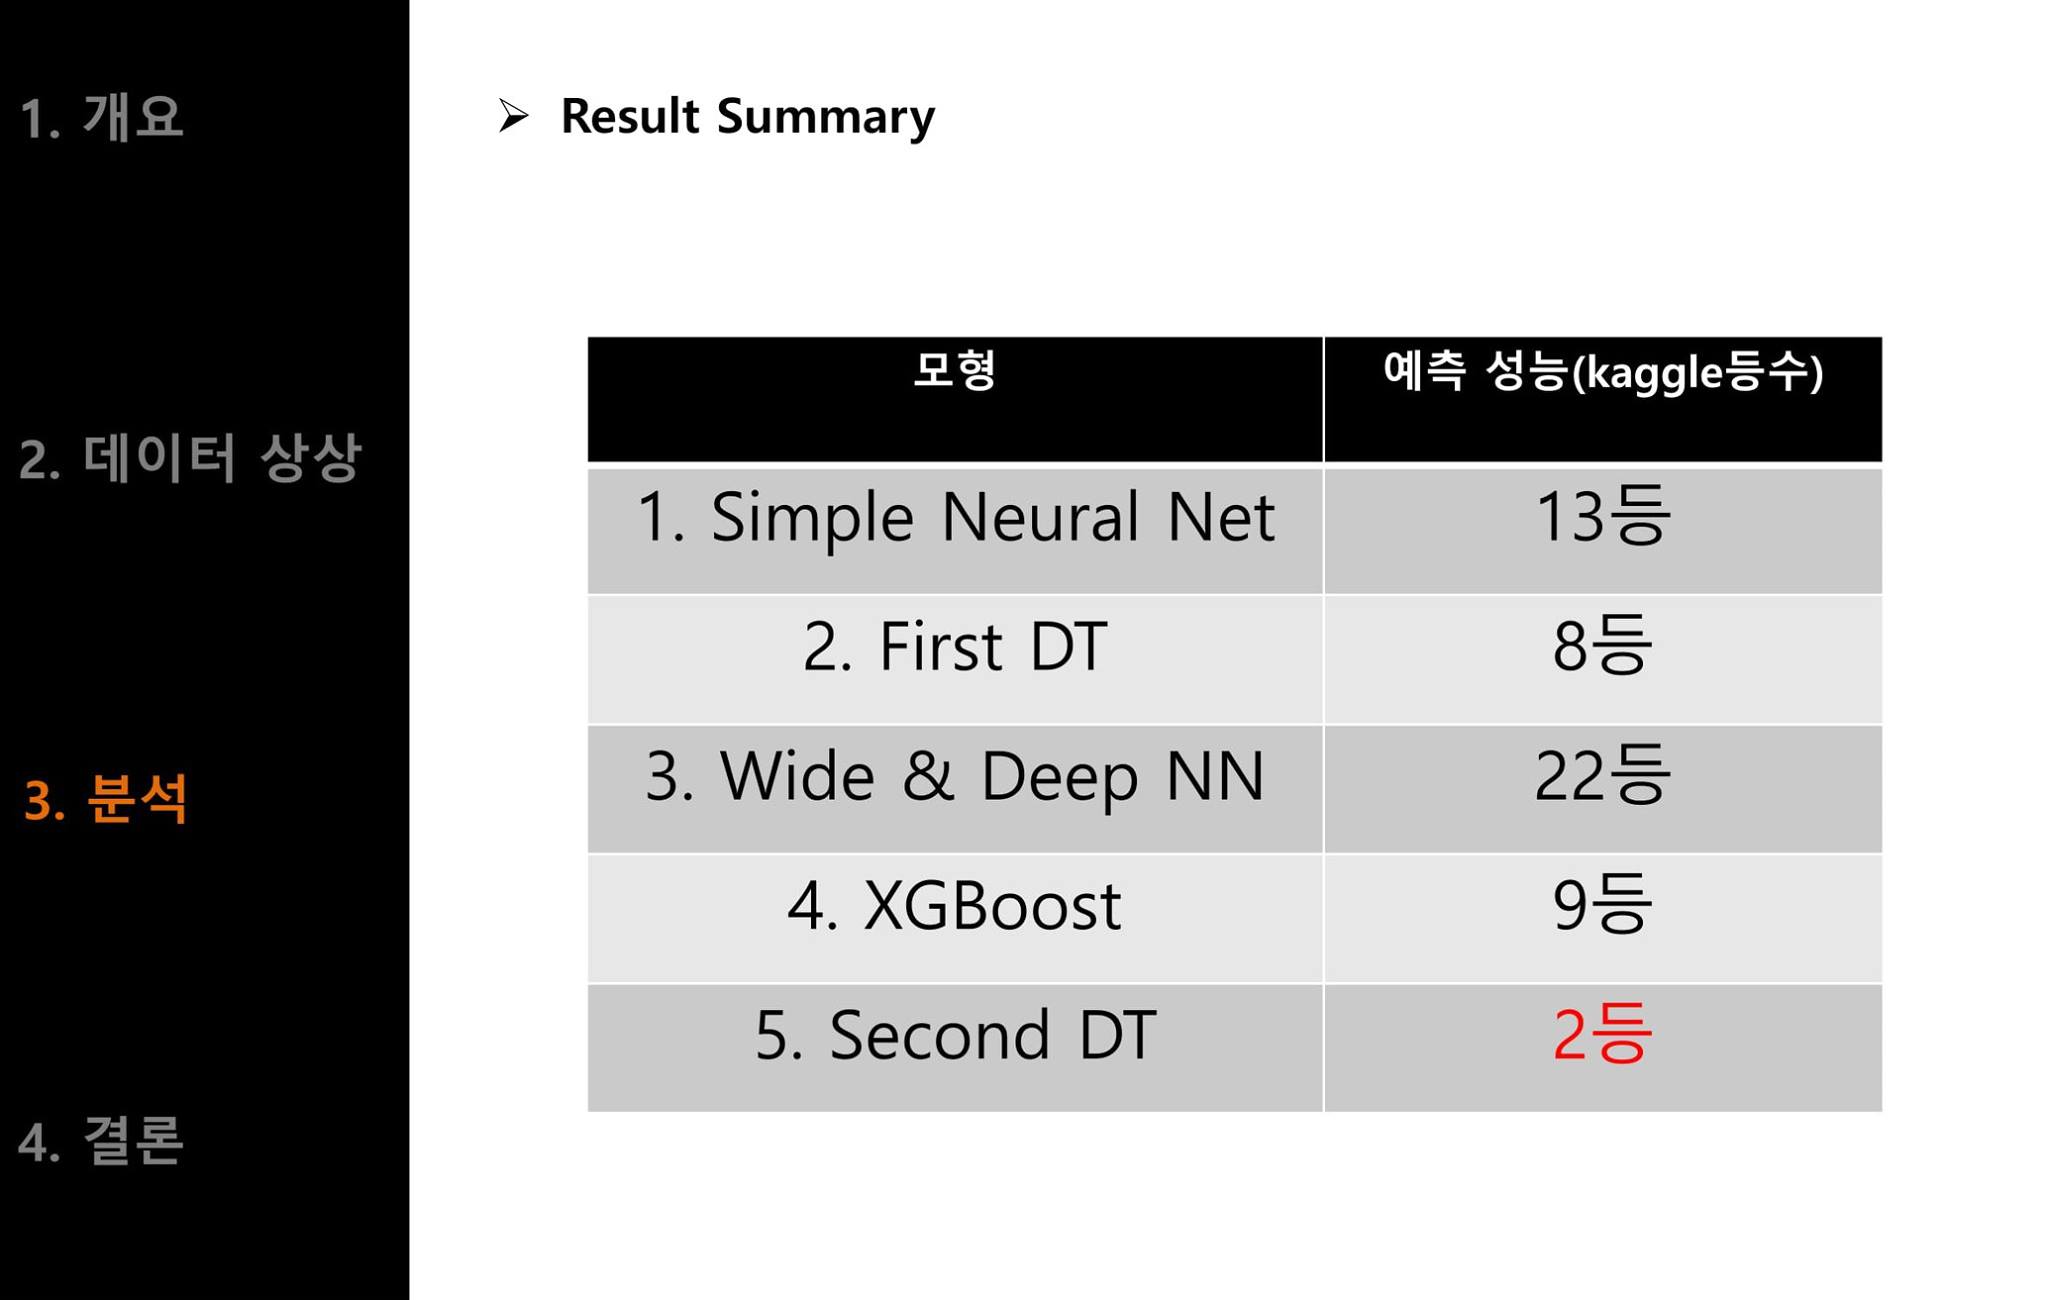 1. 개요
2. 데이터 상상
3. 분석
4. 결론
Result Summary
모형 예측 성능(kaggle등수)
1. Simple Neural Net 13등
2. First DT 8등
3. Wide & Deep NN 22등
4. XGBoost 9등
5. Second DT 2등